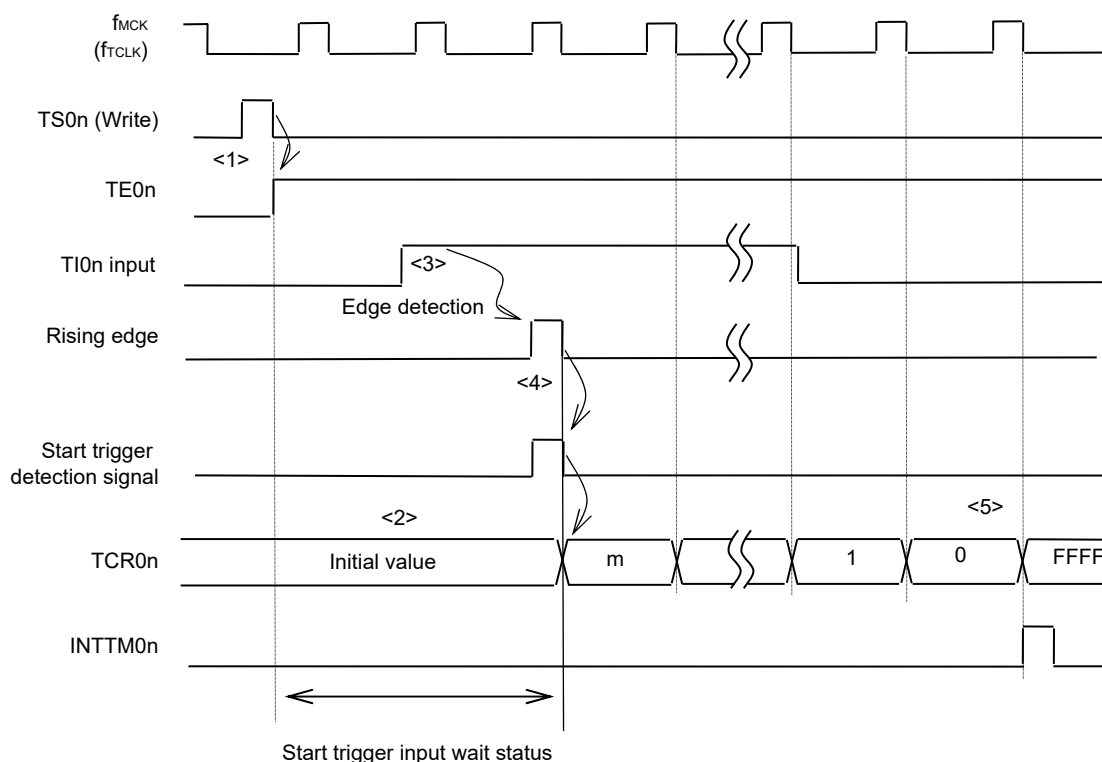 fMCK
(fTCLK)
TS0n (Write)
<1>
TE0n
TI0n input
<3>
Edge detection
Rising edge
<4>
Start trigger
detection signal
<2>
<5>
TCR0n
Initial value
m
1
0
FFFF
INTTM0n
Start trigger input wait status